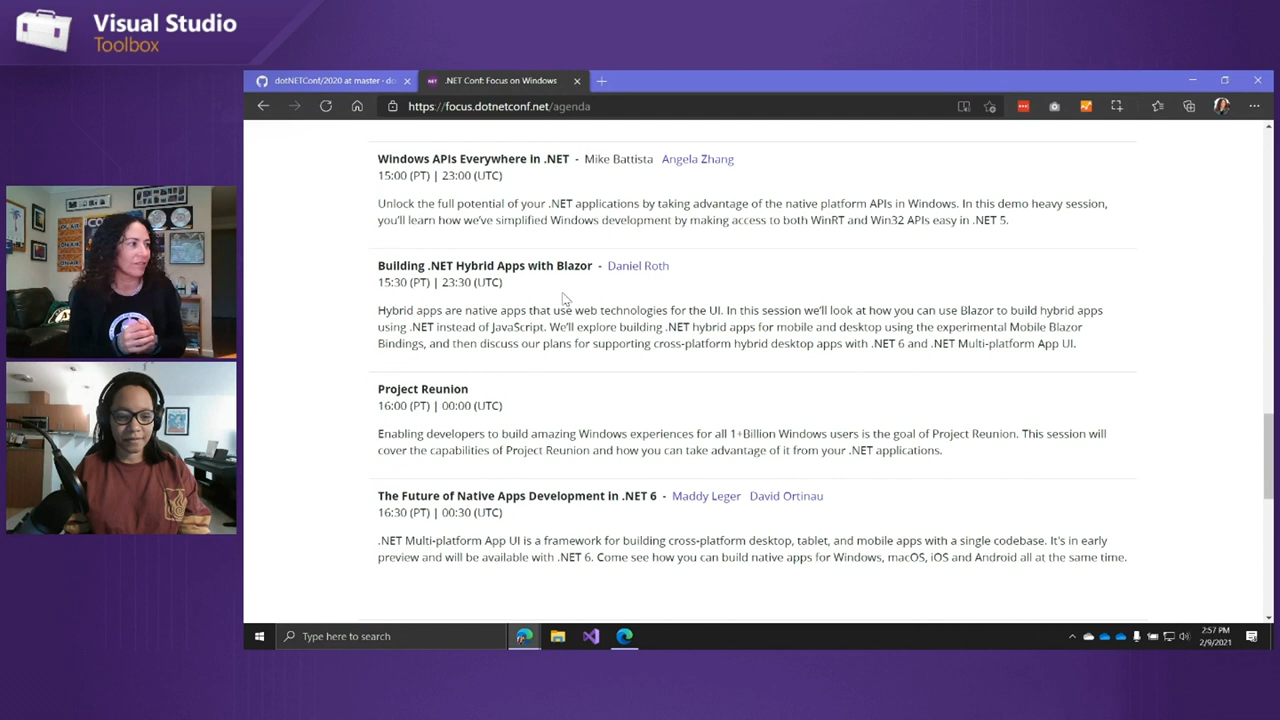 Visual Studio
Toolbox
dotNETConf/2020 at master · do
.NET Conf: Focus on Windows
https://focus.dotnetconf.net/agenda
Windows APIs Everywhere in .NET - Mike Battista Angela Zhang
15:00 (PT) | 23:00 (UTC)
Unlock the full potential of your .NET applications by taking advantage of the native platform APIs in Windows. In this demo heavy session,
you'll learn how we've simplified Windows development by making access to both WinRT and Win32 APIs easy in .NET 5.
Building .NET Hybrid Apps with Blazor - Daniel Roth
15:30 (PT) | 23:30 (UTC)
Hybrid apps are native apps that use web technologies for the UI. In this session we'll look at how you can use Blazor to build hybrid apps
using .NET instead of JavaScript. We'll explore building .NET hybrid apps for mobile and desktop using the experimental Mobile Blazor
Bindings, and then discuss our plans for supporting cross-platform hybrid desktop apps with .NET 6 and .NET Multi-platform App UI.
Project Reunion
16:00 (PT) | 00:00 (UTC)
Enabling developers to build amazing Windows experiences for all 1+Billion Windows users is the goal of Project Reunion. This session will
cover the capabilities of Project Reunion and how you can take advantage of it from your .NET applications.
The Future of Native Apps Development in .NET 6 - Maddy Leger David Ortinau
16:30 (PT) | 00:30 (UTC)
.NET Multi-platform App UI is a framework for building cross-platform desktop, tablet, and mobile apps with a single codebase. It's in early
preview and will be available with .NET 6. Come see how you can build native apps for Windows, macOS, iOS and Android all at the same time.
Type here to search
2:57 PM
2/9/2021